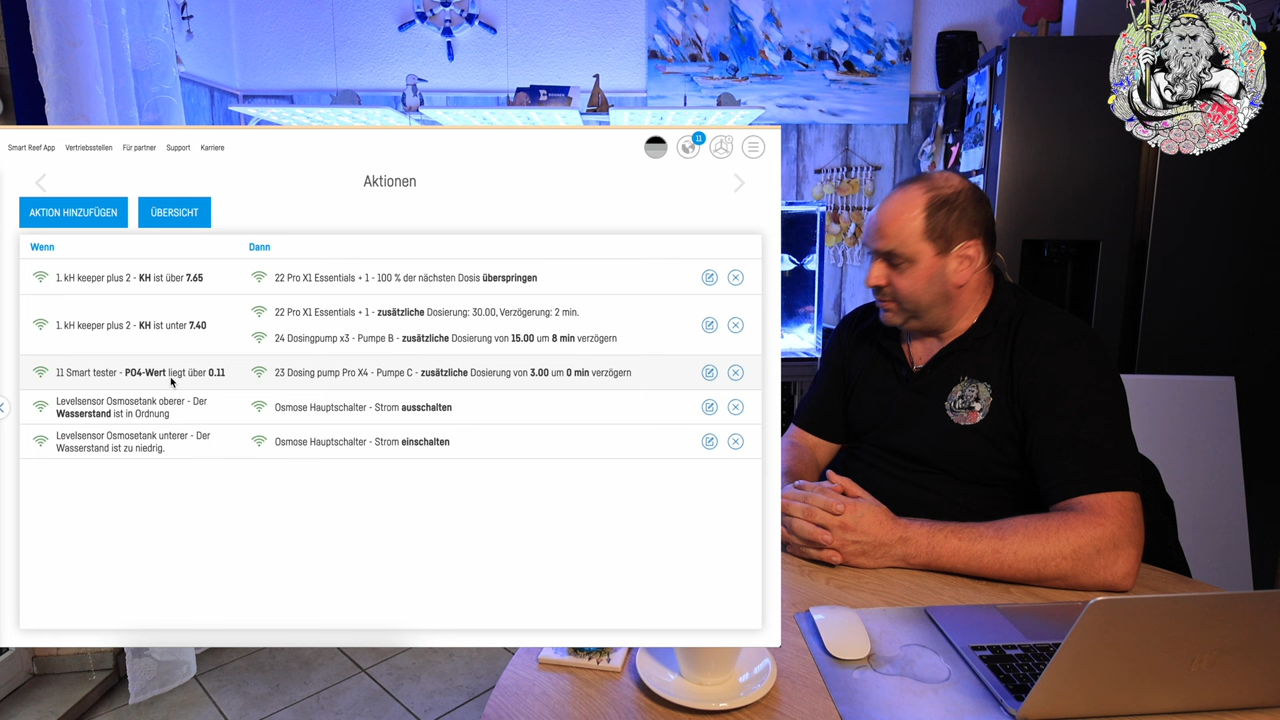 Smart Reef App Vertriebsstellen Für partner Support Karriere
11
Aktionen
AKTION HINZUFÜGEN ÜBERSICHT
Wenn Dann
1. kH keeper plus 2 - KH ist über 7.65 22 Pro X1 Essentials + 1 - 100 % der nächsten Dosis überspringen
1. kH keeper plus 2 - KH ist unter 7.40 22 Pro X1 Essentials + 1 - zusätzliche Dosierung: 30.00, Verzögerung: 2 min.
24 Dosingpump x3 - Pumpe B - zusätzliche Dosierung von 15.00 um 8 min verzögern
11 Smart tester - PO4-Wert liegt über 0.11 23 Dosing pump Pro X4 - Pumpe C - zusätzliche Dosierung von 3.00 um 0 min verzögern
Levelsensor Osmosetank oberer - Der
Wasserstand ist in Ordnung Osmose Hauptschalter - Strom ausschalten
Levelsensor Osmosetank unterer - Der
Wasserstand ist zu niedrig. Osmose Hauptschalter - Strom einschalten